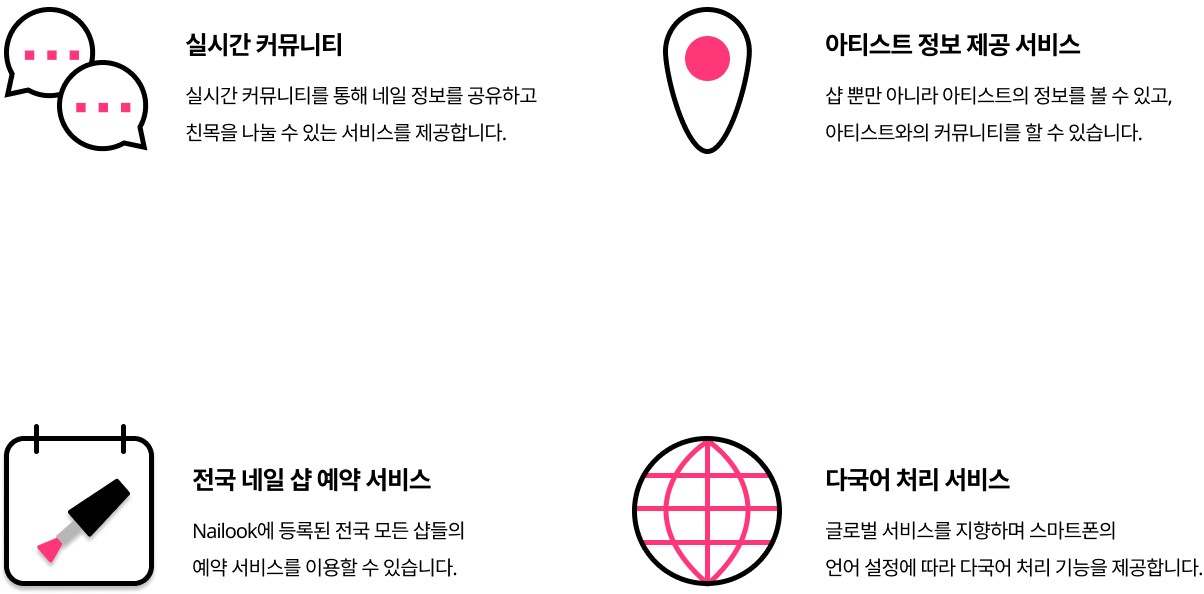 실시간 커뮤니티
실시간 커뮤니티를 통해 네일 정보를 공유하고
친목을 나눌 수 있는 서비스를 제공합니다.
아티스트 정보 제공 서비스
샵 뿐만 아니라 아티스트의 정보를 볼 수 있고,
아티스트와의 커뮤니티를 할 수 있습니다.
전국 네일 샵 예약 서비스
Nailook에 등록된 전국 모든 샵들의
예약 서비스를 이용할 수 있습니다.
다국어 처리 서비스
글로벌 서비스를 지향하며 스마트폰의
언어 설정에 따라 다국어 처리 기능을 제공합니다.